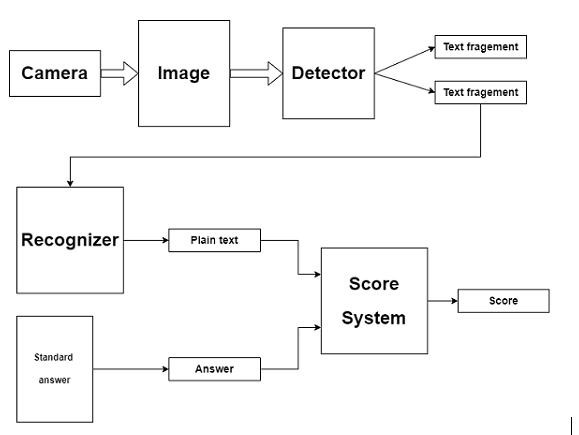 Camera
Image
Detector
Text fragement
Text fragement
Recognizer
Plain text
Score
System
Score
Standard
answer
Answer